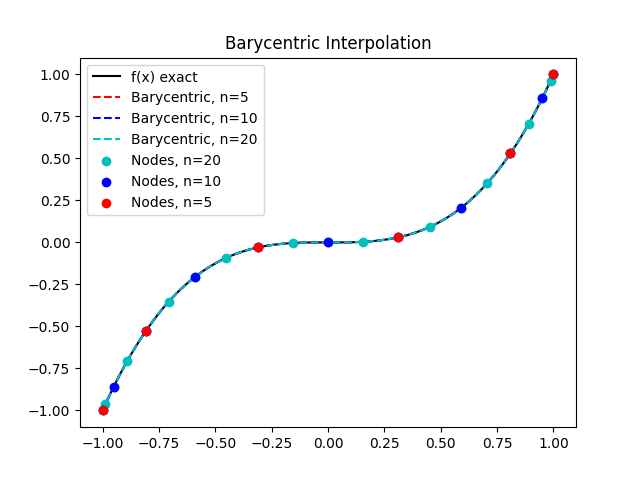 Barycentric Interpolation
f(x) exact
Barycentric, n=5
Barycentric, n=10
Barycentric, n=20
Nodes, n=20
Nodes, n=10
Nodes, n=5
1.00
0.75
0.50
0.25
0.00
−0.25
−0.50
−0.75
−1.00
−1.00 −0.75 −0.50 −0.25 0.00 0.25 0.50 0.75 1.00